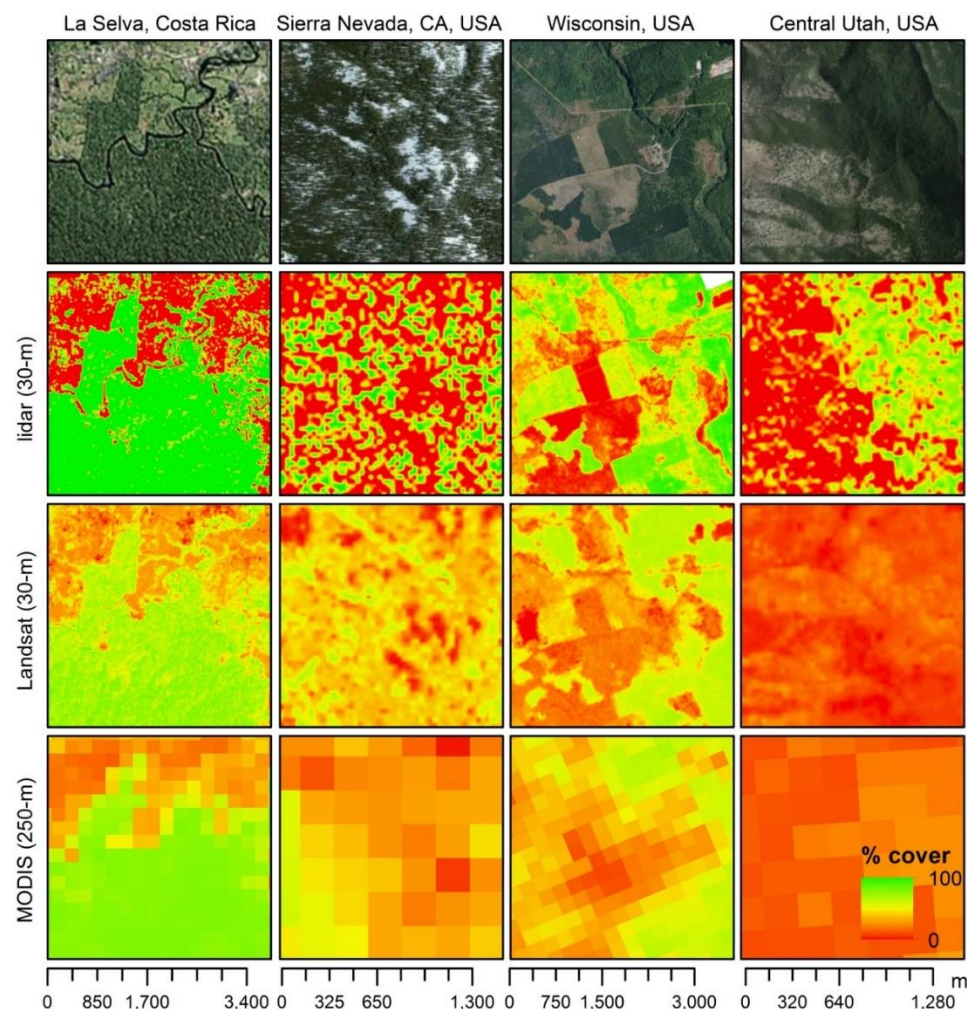 La Selva, Costa Rica
Sierra Nevada, CA, USA
Wisconsin, USA
Central Utah, USA
lidar (30-m)
Landsat (30-m)
MODIS (250-m)
% cover
100
0
0 850 1,700 3,400
0 325 650 1,300
0 750 1,500 3,000
0 320 640 1,280
m